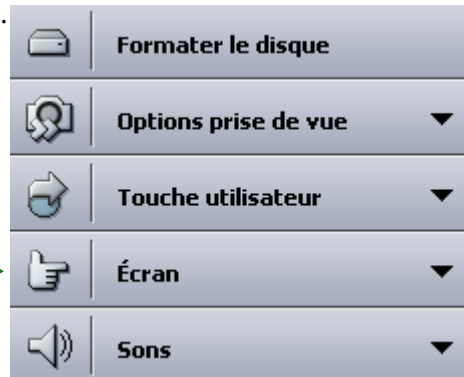 Formater le disque
Options prise de vue
Touche utilisateur
Écran
Sons